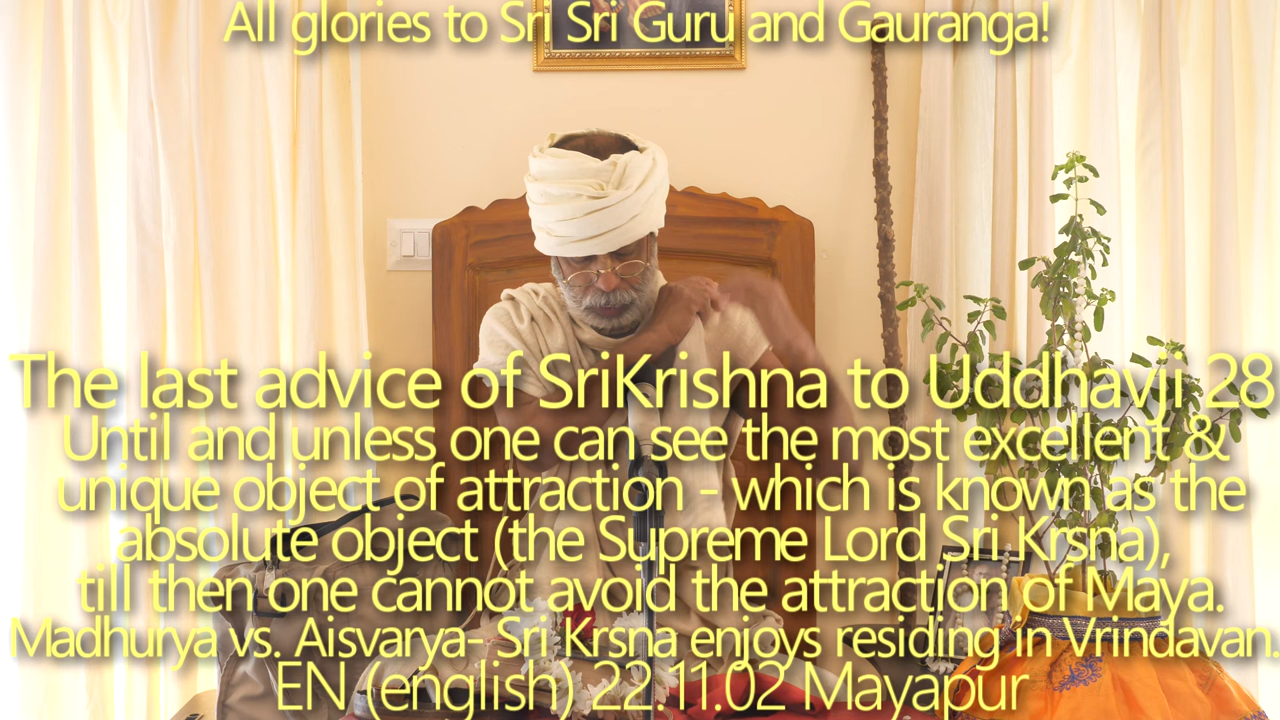 All glories to Sri Sri Guru and Gauranga!
The last advice of SriKrishna to Uddhavji 28
Until and unless one can see the most excellent &
unique object of attraction - which is known as the
absolute object (the Supreme Lord Sri Krsna),
till then one cannot avoid the attraction of Maya.
Madhurya vs. Aisvarya- Sri Krsna enjoys residing in Vrindavan.
EN (english) 22.11.02 Mayapur